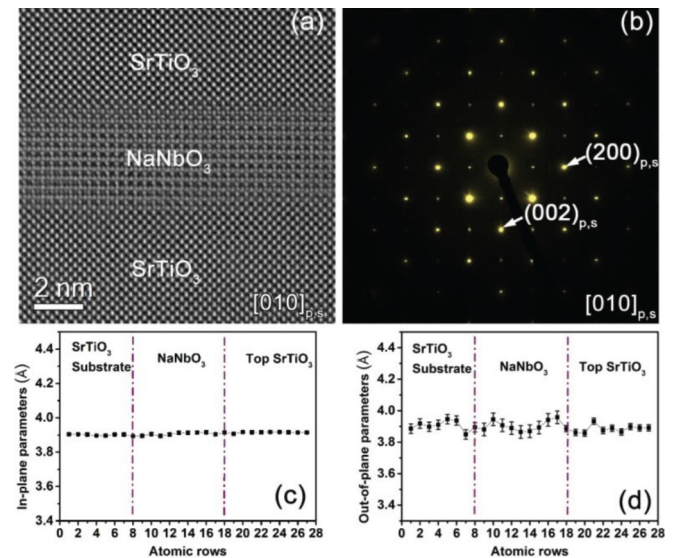 (a)
SrTiO₃
NaNbO₃
SrTiO₃
2 nm
[010]p,s
(b)
(200)p,s
(002)p,s
[010]p,s
4.4
4.2
4.0
3.8
3.6
3.4
In-plane parameters (Å)
SrTiO₃
Substrate
NaNbO₃
Top SrTiO₃
(c)
0 2 4 6 8 10 12 14 16 18 20 22 24 26 28
Atomic rows
4.4
4.2
4.0
3.8
3.6
3.4
Out-of-plane parameters (Å)
SrTiO₃
Substrate
NaNbO₃
Top SrTiO₃
(d)
0 2 4 6 8 10 12 14 16 18 20 22 24 26 28
Atomic rows